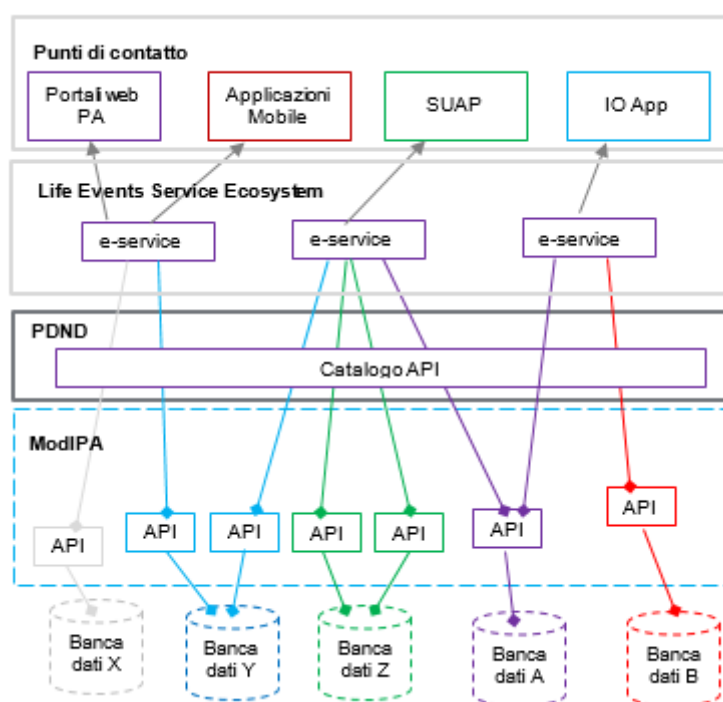 Punti di contatto
Portali web
PA
Applicazioni
Mobile
SUAP
IO App
Life Events Service Ecosystem
e-service
e-service
e-service
PDND
Catalogo API
ModIPA
API
API
API
API
API
API
API
Banca
dati X
Banca
dati Y
Banca
dati Z
Banca
dati A
Banca
dati B